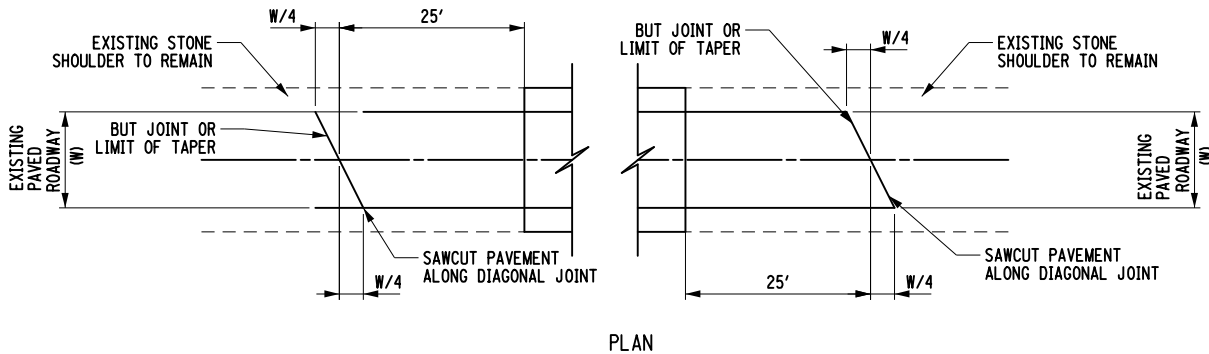 W/4
25'
EXISTING STONE
SHOULDER TO REMAIN
BUT JOINT OR
LIMIT OF TAPER
EXISTING
PAVED
ROADWAY
(W)
SAWCUT PAVEMENT
ALONG DIAGONAL JOINT
W/4
BUT JOINT OR
LIMIT OF TAPER
W/4
EXISTING STONE
SHOULDER TO REMAIN
EXISTING
PAVED
ROADWAY
(W)
SAWCUT PAVEMENT
ALONG DIAGONAL JOINT
25'
W/4
PLAN